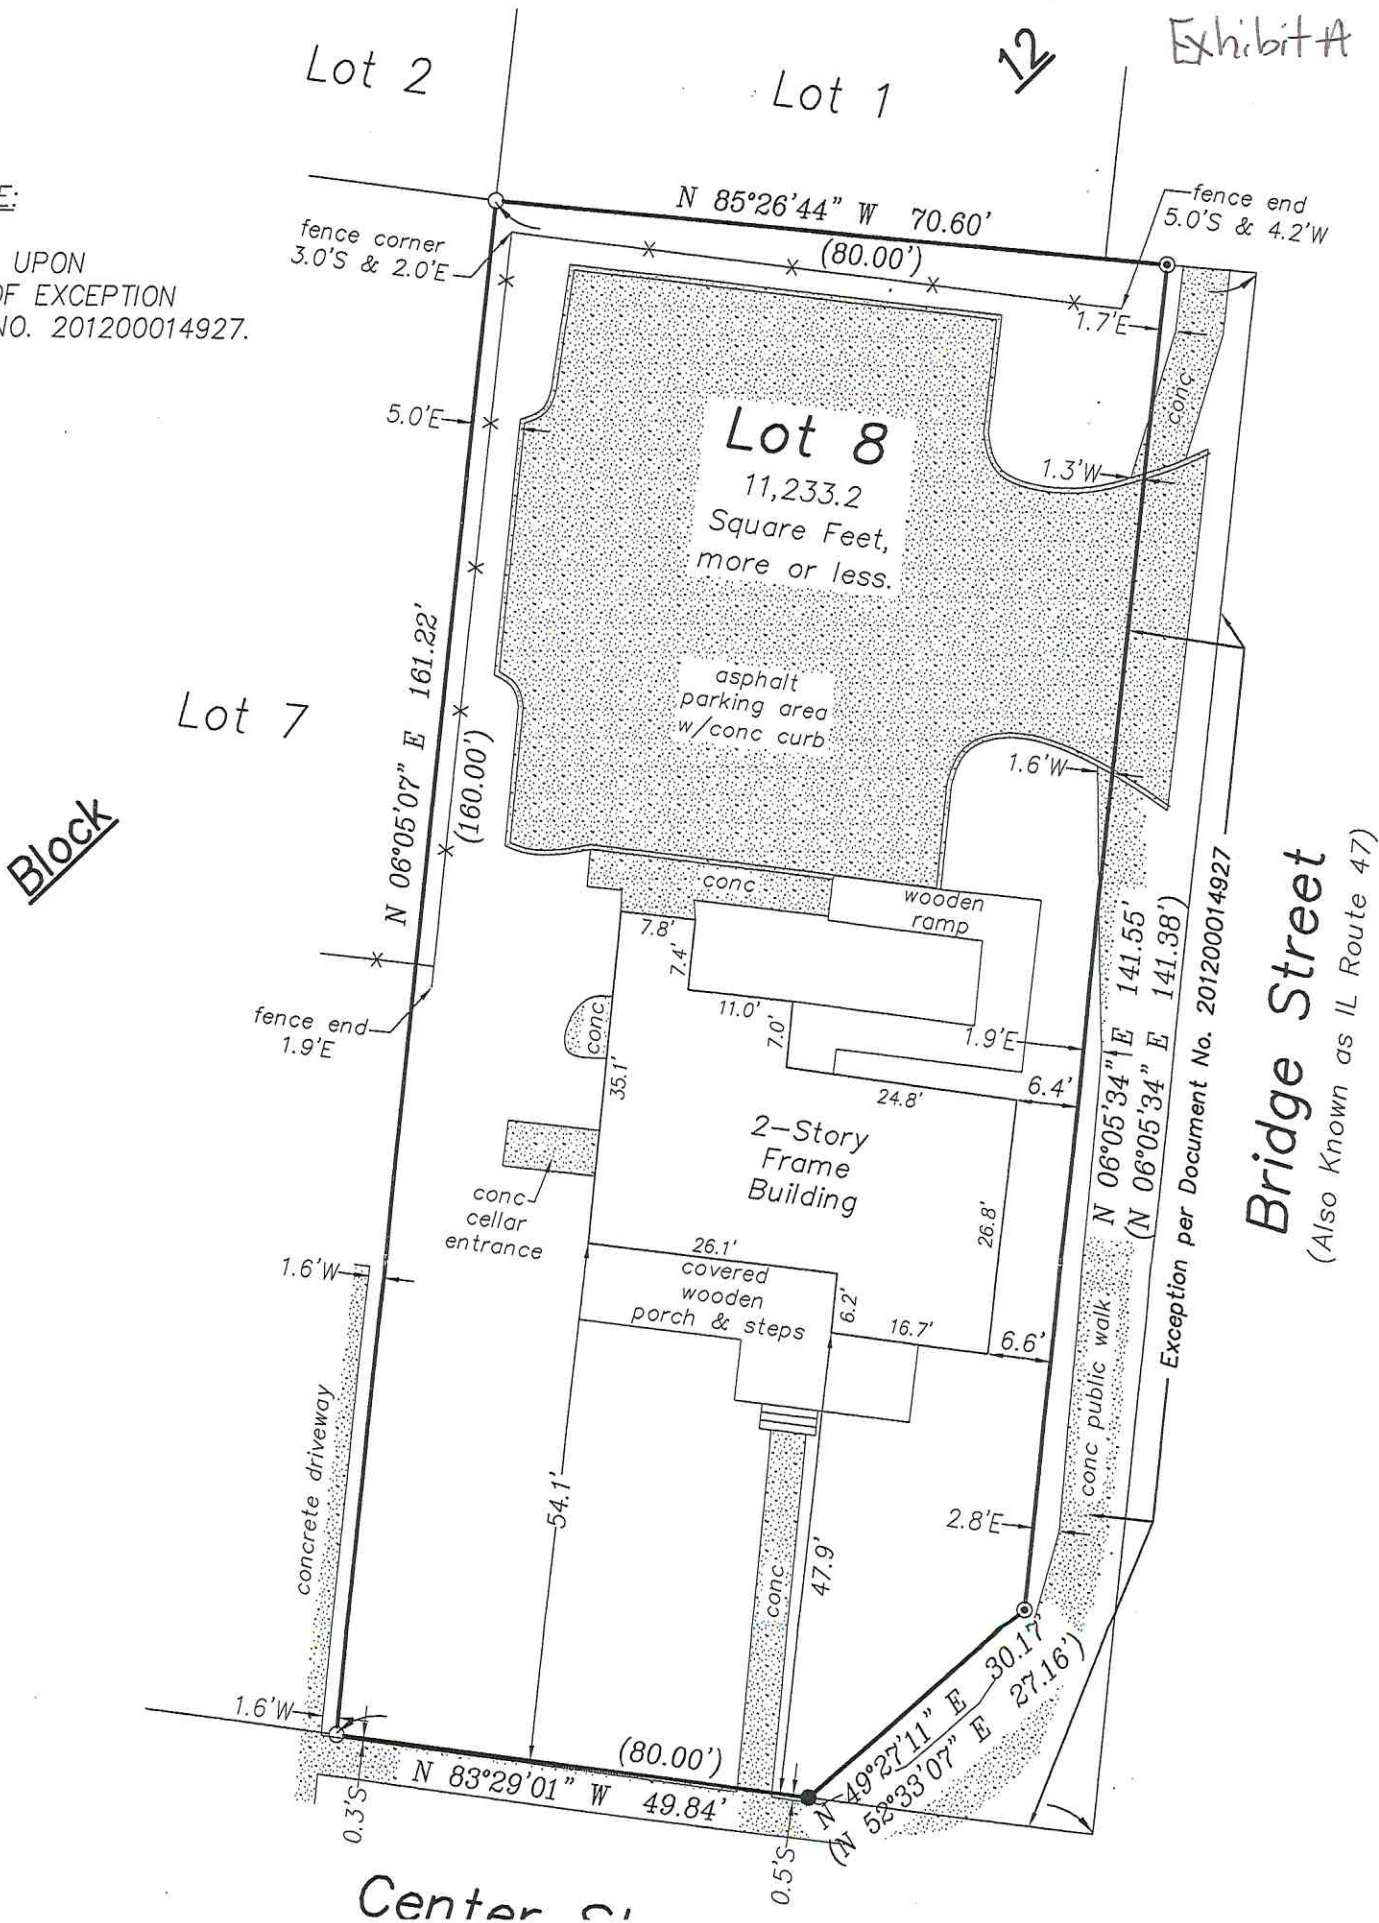 Exhibit A
Lot 2
Lot 1
12
E:
UPON
OF EXCEPTION
NO. 201200014927.
N 85°26'44" W 70.60'
(80.00')
fence end
5.0'S & 4.2'W
fence corner
3.0'S & 2.0'E
1.7'E
conc
5.0'E
Lot 8
11,233.2
Square Feet,
more or less.
1.3'W
N 06°05'07" E 161.22'
(160.00')
Lot 7
asphalt
parking area
w/conc curb
1.6'W
Block
conc
wooden
ramp
7.8'
7.4'
11.0'
7.0'
1.9'E
fence end
1.9'E
conc
35.1'
24.8'
6.4'
2-Story
Frame
Building
conc
cellar
entrance
26.8'
26.1'
covered
wooden
porch & steps
6.2'
16.7'
6.6'
1.6'W
N 06°05'34" E 141.55'
(N 06°05'34" E 141.38')
Exception per Document No. 201200014927
Bridge Street
(Also Known as IL Route 47)
concrete driveway
conc public walk
54.1'
47.9'
conc
2.8'E
1.6'W
N 49°27'11" E 30.17'
(N 52°33'07" E 27.16')
(80.00')
N 83°29'01" W 49.84'
0.3'S
0.5'S
Center